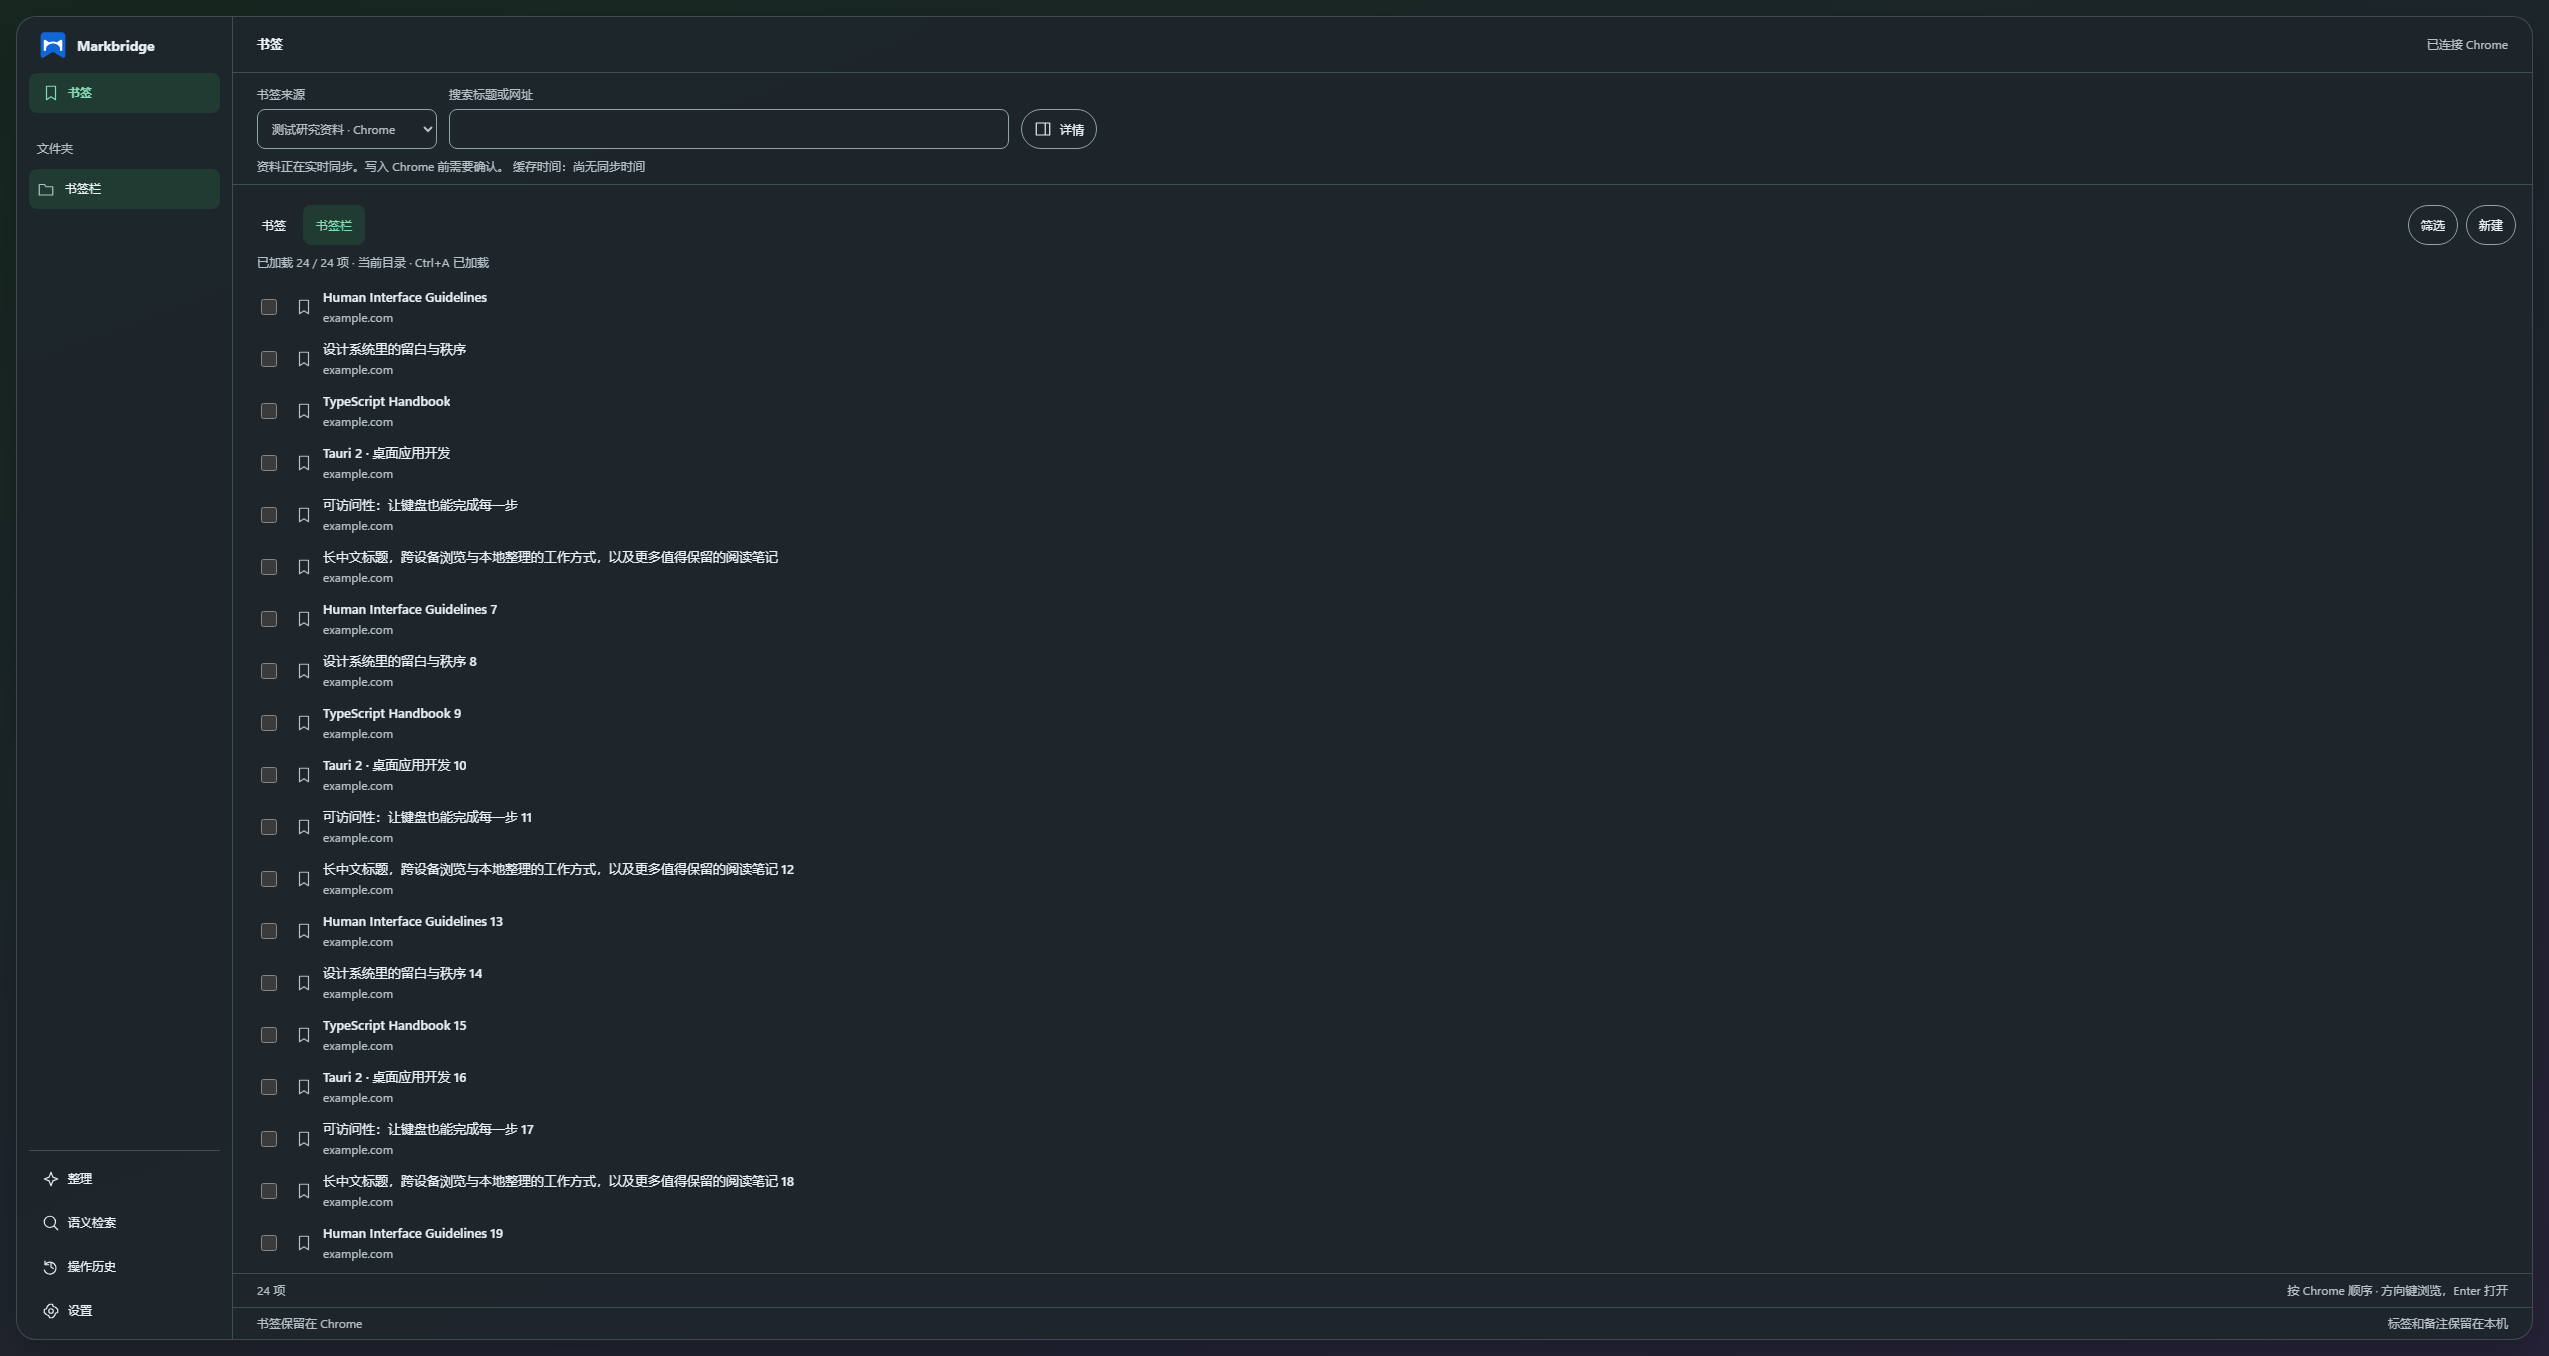 Markbridge
书签
文件夹
书签栏
整理
语义检索
操作历史
设置
书签
已连接 Chrome
书签来源
搜索标题或网址
测试研究资料 · Chrome
详情
资料正在实时同步。写入 Chrome 前需要确认。 缓存时间：尚无同步时间
书签 书签栏
筛选 新建
已加载 24 / 24 项 · 当前目录 · Ctrl+A 已加载
Human Interface Guidelines
example.com
设计系统里的留白与秩序
example.com
TypeScript Handbook
example.com
Tauri 2 · 桌面应用开发
example.com
可访问性：让键盘也能完成每一步
example.com
长中文标题，跨设备浏览与本地整理的工作方式，以及更多值得保留的阅读笔记
example.com
Human Interface Guidelines 7
example.com
设计系统里的留白与秩序 8
example.com
TypeScript Handbook 9
example.com
Tauri 2 · 桌面应用开发 10
example.com
可访问性：让键盘也能完成每一步 11
example.com
长中文标题，跨设备浏览与本地整理的工作方式，以及更多值得保留的阅读笔记 12
example.com
Human Interface Guidelines 13
example.com
设计系统里的留白与秩序 14
example.com
TypeScript Handbook 15
example.com
Tauri 2 · 桌面应用开发 16
example.com
可访问性：让键盘也能完成每一步 17
example.com
长中文标题，跨设备浏览与本地整理的工作方式，以及更多值得保留的阅读笔记 18
example.com
Human Interface Guidelines 19
example.com
24 项
按 Chrome 顺序 · 方向键浏览，Enter 打开
书签保留在 Chrome
标签和备注保留在本机